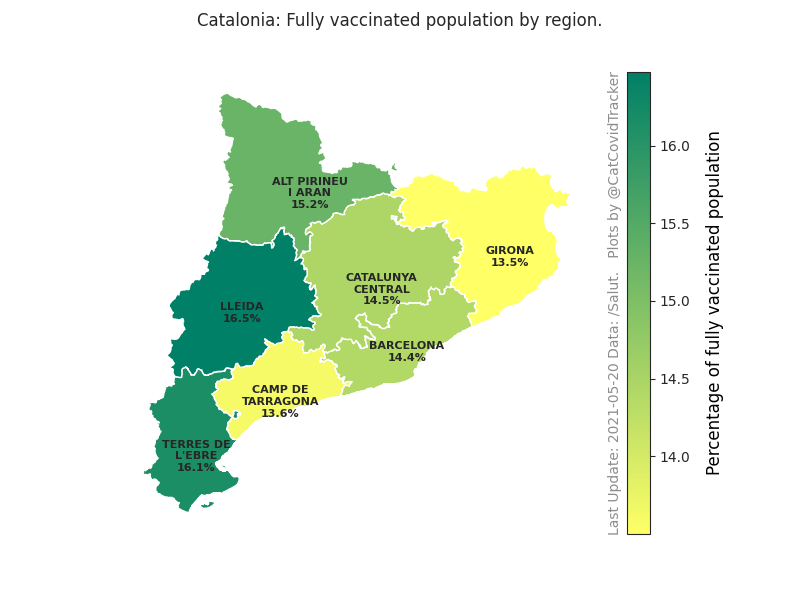 Catalonia: Fully vaccinated population by region.
ALT PIRINEU
I ARAN
15.2%
GIRONA
13.5%
CATALUNYA
CENTRAL
14.5%
LLEIDA
16.5%
BARCELONA
14.4%
CAMP DE
TARRAGONA
13.6%
TERRES DE
L'EBRE
16.1%
Last Update: 2021-05-20 Data: /Salut.   Plots by @CatCovidTracker
16.0
15.5
15.0
14.5
14.0
Percentage of fully vaccinated population